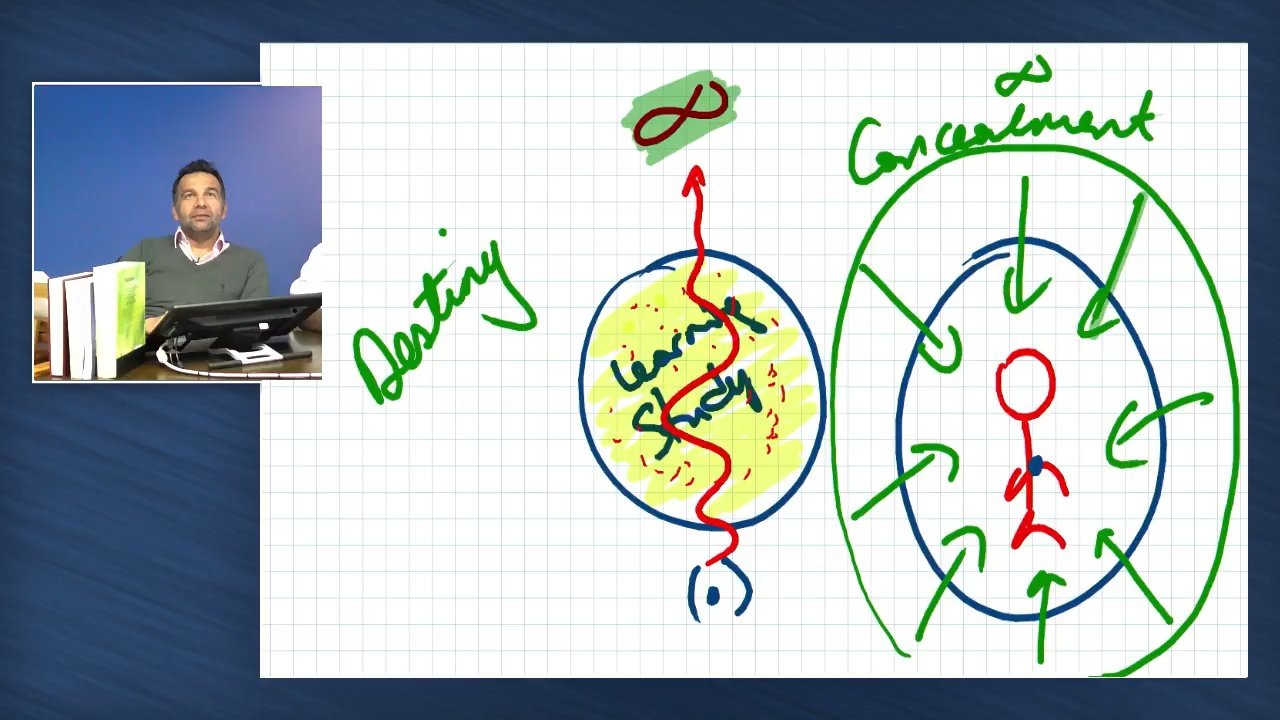 Destiny
∞
Learning
Study
(·)
∞
Concealment